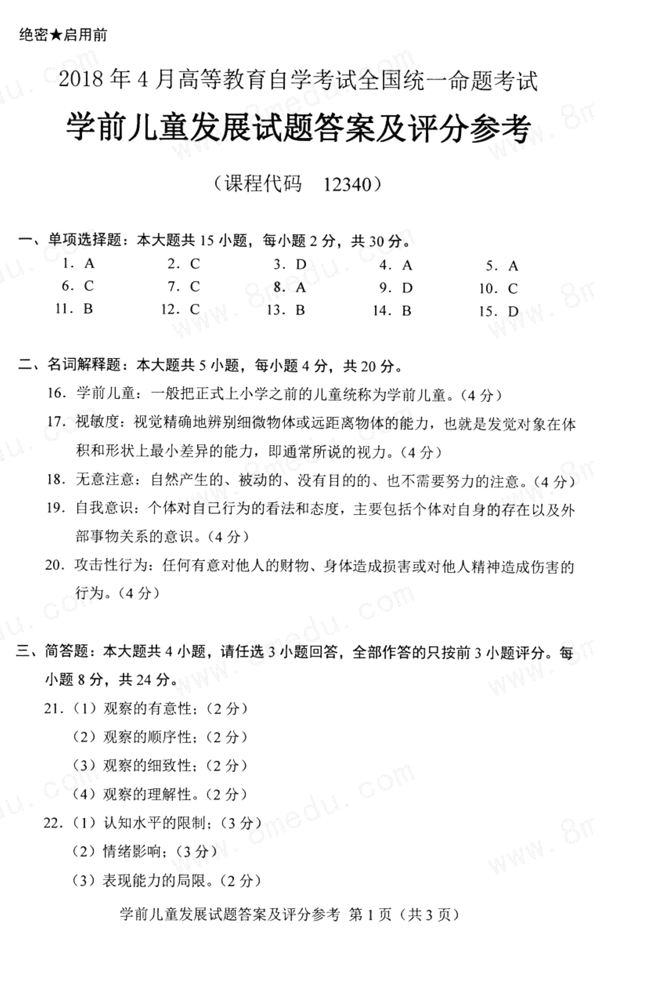 绝密★启用前
2018 年 4 月高等教育自学考试全国统一命题考试
学前儿童发展试题答案及评分参考
（课程代码　12340）
一、单项选择题：本大题共 15 小题，每小题 2 分，共 30 分。
1. A 2. C 3. D 4. A 5. A
6. C 7. C 8. A 9. D 10. C
11. B 12. C 13. B 14. B 15. D
二、名词解释题：本大题共 5 小题，每小题 4 分，共 20 分。
16. 学前儿童：一般把正式上小学之前的儿童统称为学前儿童。（4 分）
17. 视敏度：视觉精确地辨别细微物体或远距离物体的能力，也就是发觉对象在体
积和形状上最小差异的能力，即通常所说的视力。（4 分）
18. 无意注意：自然产生的、被动的、没有目的的、也不需要努力的注意。（4 分）
19. 自我意识：个体对自己行为的看法和态度，主要包括个体对自身的存在以及外
部事物关系的意识。（4 分）
20. 攻击性行为：任何有意对他人的财物、身体造成损害或对他人精神造成伤害的
行为。（4 分）
三、简答题：本大题共 4 小题，请任选 3 小题回答，全部作答的只按前 3 小题评分。每
小题 8 分，共 24 分。
21.（1）观察的有意性；（2 分）
（2）观察的顺序性；（2 分）
（3）观察的细致性；（2 分）
（4）观察的理解性。（2 分）
22.（1）认知水平的限制；（3 分）
（2）情绪影响；（3 分）
（3）表现能力的局限。（2 分）
学前儿童发展试题答案及评分参考 第 1 页（共 3 页）
www.8medu.com